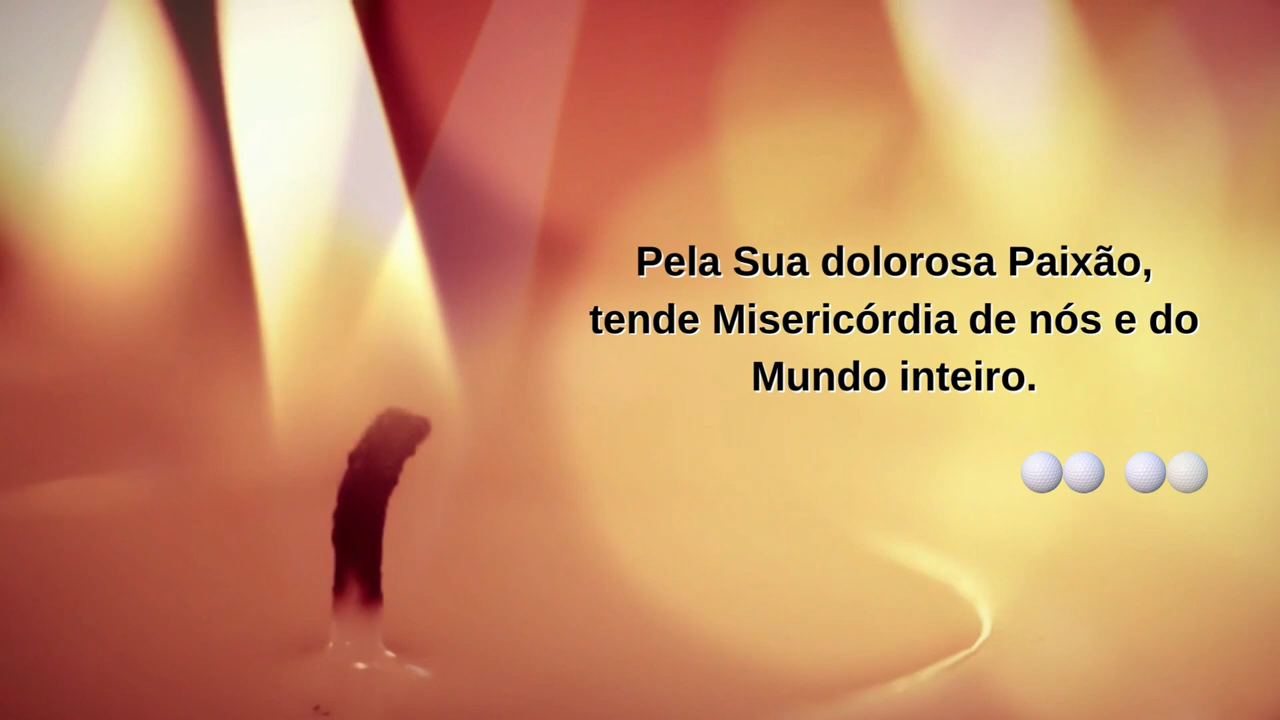 Pela Sua dolorosa Paixão,
tende Misericórdia de nós e do
Mundo inteiro.